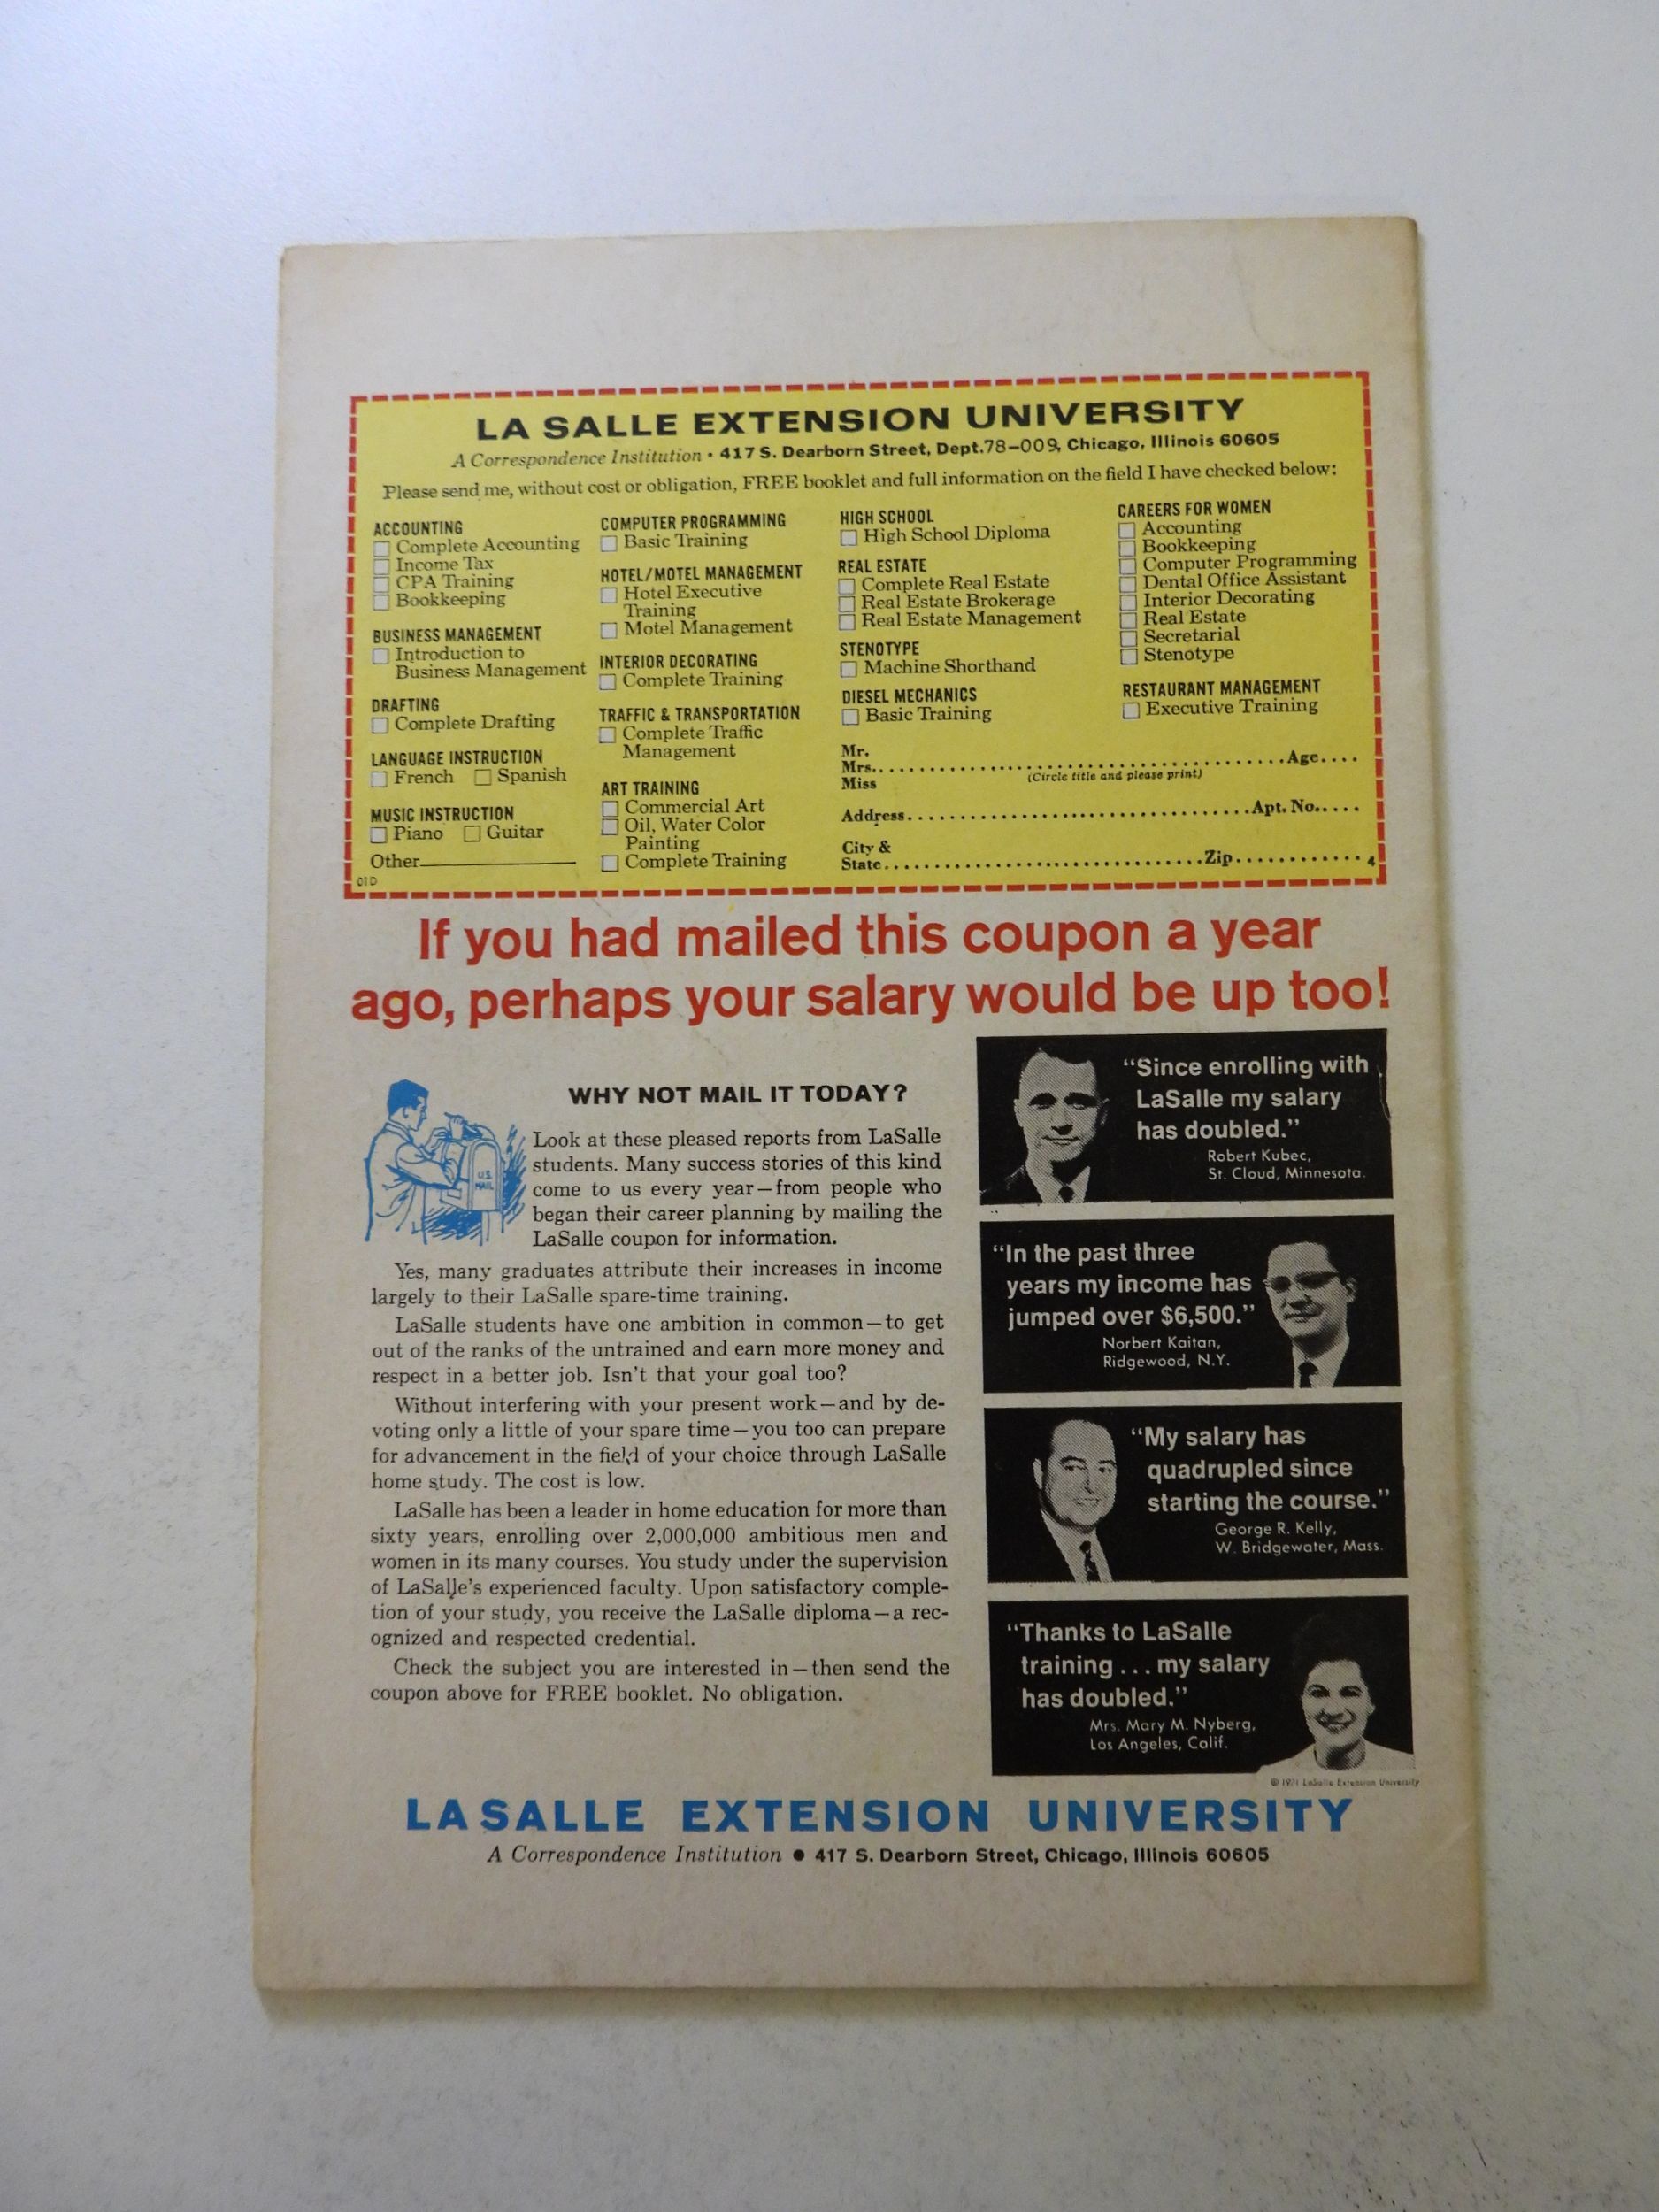 LA SALLE EXTENSION UNIVERSITY
A Correspondence Institution • 417 S. Dearborn Street, Dept.78-009, Chicago, Illinois 60605
Please send me, without cost or obligation, FREE booklet and full information on the field I have checked below:
ACCOUNTING
Complete Accounting
Income Tax
CPA Training
Bookkeeping
BUSINESS MANAGEMENT
Introduction to
Business Management
DRAFTING
Complete Drafting
LANGUAGE INSTRUCTION
French Spanish
MUSIC INSTRUCTION
Piano Guitar
Other
01D
COMPUTER PROGRAMMING
Basic Training
HOTEL/MOTEL MANAGEMENT
Hotel Executive
Training
Motel Management
INTERIOR DECORATING
Complete Training
TRAFFIC & TRANSPORTATION
Complete Traffic
Management
ART TRAINING
Commercial Art
Oil, Water Color
Painting
Complete Training
HIGH SCHOOL
High School Diploma
REAL ESTATE
Complete Real Estate
Real Estate Brokerage
Real Estate Management
STENOTYPE
Machine Shorthand
DIESEL MECHANICS
Basic Training
CAREERS FOR WOMEN
Accounting
Bookkeeping
Computer Programming
Dental Office Assistant
Interior Decorating
Real Estate
Secretarial
Stenotype
RESTAURANT MANAGEMENT
Executive Training
Mr.
Mrs.......................................Age....
(Circle title and please print)
Miss
Address...................................Apt. No.....
City &
State.................................Zip............ 4
If you had mailed this coupon a year
ago, perhaps your salary would be up too!
U.S.
MAIL
WHY NOT MAIL IT TODAY?
Look at these pleased reports from LaSalle
students. Many success stories of this kind
come to us every year—from people who
began their career planning by mailing the
LaSalle coupon for information.
Yes, many graduates attribute their increases in income
largely to their LaSalle spare-time training.
LaSalle students have one ambition in common—to get
out of the ranks of the untrained and earn more money and
respect in a better job. Isn't that your goal too?
Without interfering with your present work—and by de-
voting only a little of your spare time—you too can prepare
for advancement in the field of your choice through LaSalle
home study. The cost is low.
LaSalle has been a leader in home education for more than
sixty years, enrolling over 2,000,000 ambitious men and
women in its many courses. You study under the supervision
of LaSalle's experienced faculty. Upon satisfactory comple-
tion of your study, you receive the LaSalle diploma—a rec-
ognized and respected credential.
Check the subject you are interested in—then send the
coupon above for FREE booklet. No obligation.
"Since enrolling with
LaSalle my salary
has doubled."
Robert Kubec,
St. Cloud, Minnesota.
"In the past three
years my income has
jumped over $6,500."
Norbert Kaitan,
Ridgewood, N.Y.
"My salary has
quadrupled since
starting the course."
George R. Kelly,
W. Bridgewater, Mass.
"Thanks to LaSalle
training ... my salary
has doubled."
Mrs. Mary M. Nyberg,
Los Angeles, Calif.
© 1971 LaSalle Extension University
LA SALLE EXTENSION UNIVERSITY
A Correspondence Institution • 417 S. Dearborn Street, Chicago, Illinois 60605